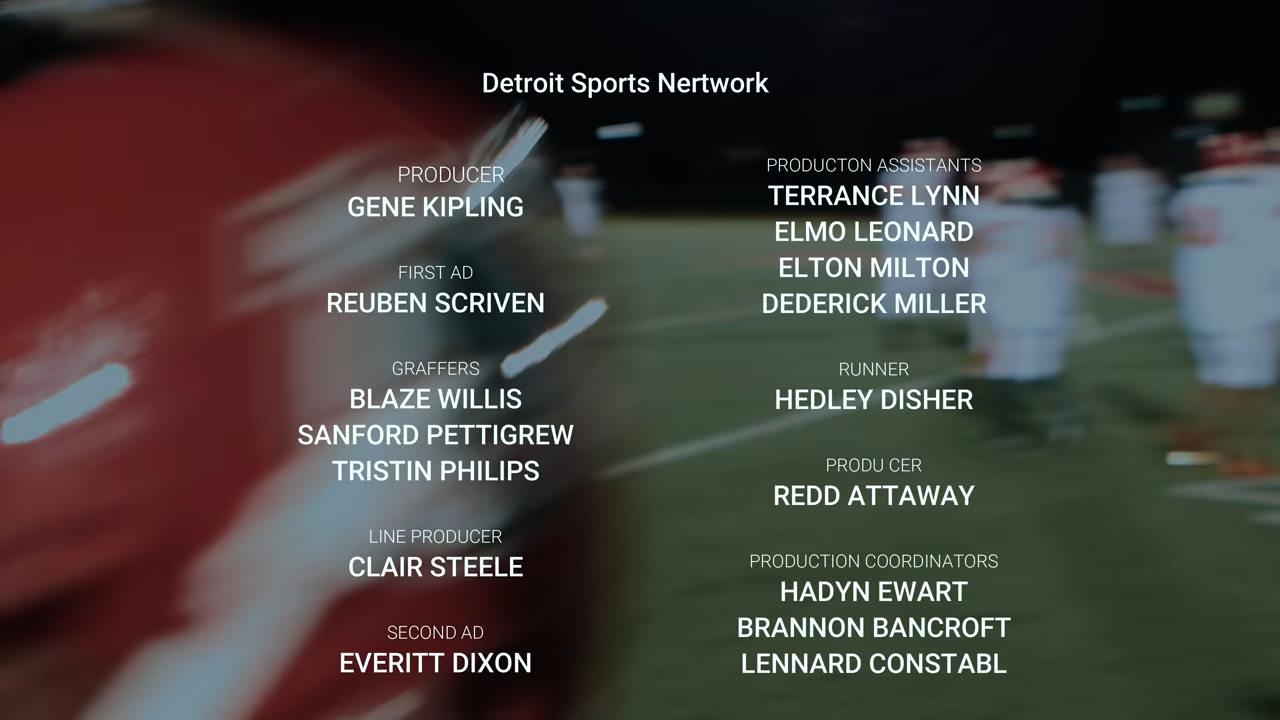 Detroit Sports Nertwork
PRODUCER
GENE KIPLING
FIRST AD
REUBEN SCRIVEN
GRAFFERS
BLAZE WILLIS
SANFORD PETTIGREW
TRISTIN PHILIPS
LINE PRODUCER
CLAIR STEELE
SECOND AD
EVERITT DIXON
PRODUCTON ASSISTANTS
TERRANCE LYNN
ELMO LEONARD
ELTON MILTON
DEDERICK MILLER
RUNNER
HEDLEY DISHER
PRODU CER
REDD ATTAWAY
PRODUCTION COORDINATORS
HADYN EWART
BRANNON BANCROFT
LENNARD CONSTABL